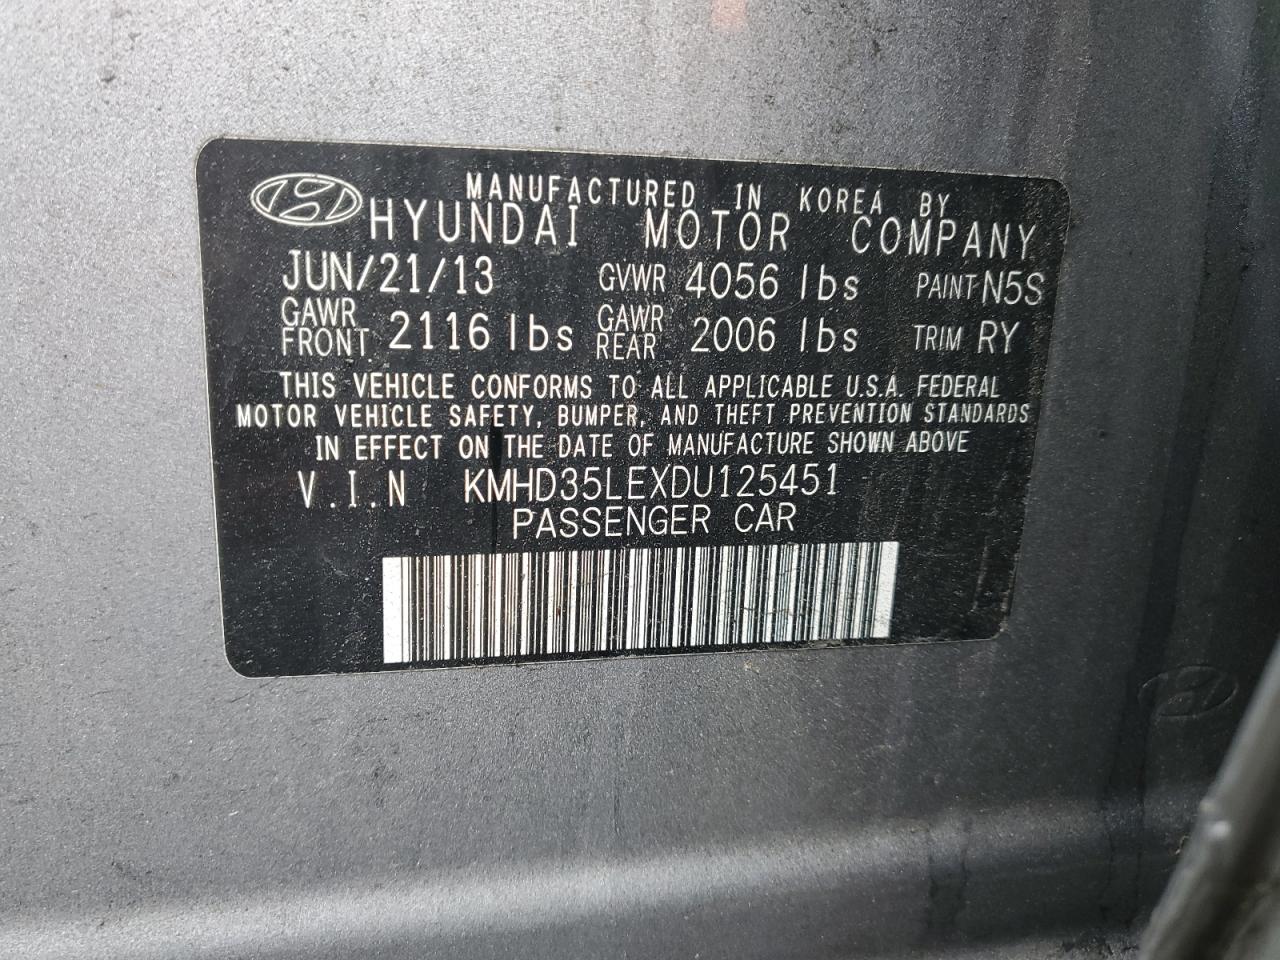 MANUFACTURED IN KOREA BY
HYUNDAI MOTOR COMPANY
JUN/21/13 GVWR 4056 lbs PAINT N5S
GAWR FRONT 2116 lbs GAWR REAR 2006 lbs TRIM RY
THIS VEHICLE CONFORMS TO ALL APPLICABLE U.S.A. FEDERAL
MOTOR VEHICLE SAFETY, BUMPER, AND THEFT PREVENTION STANDARDS
IN EFFECT ON THE DATE OF MANUFACTURE SHOWN ABOVE
V.I.N KMHD35LEXDU125451
PASSENGER CAR